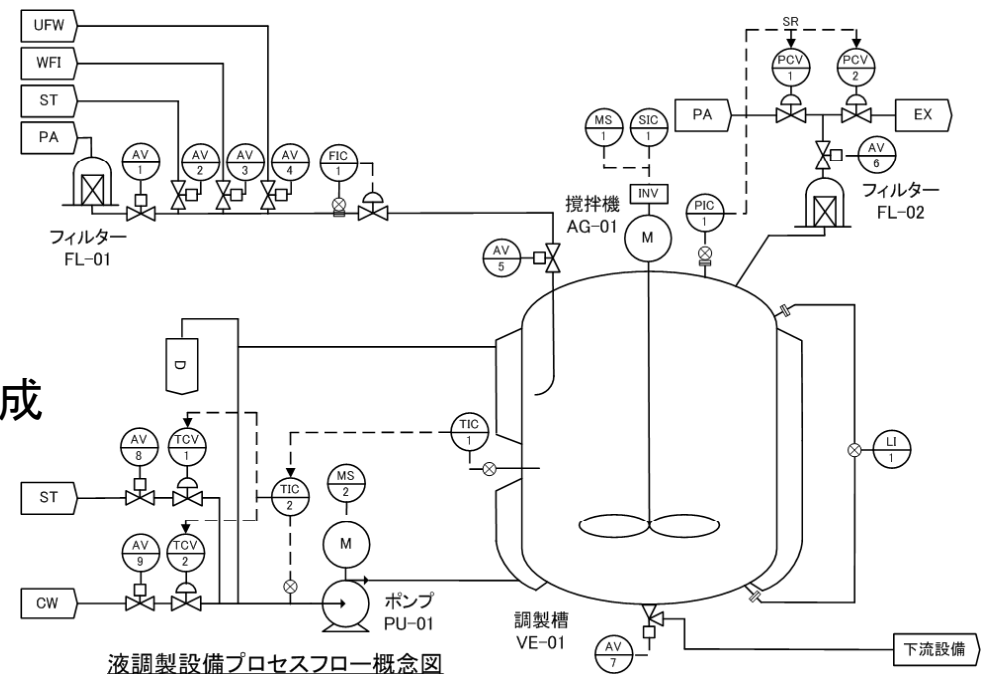 UFW
WFI
ST
PA
AV
1
AV
2
AV
3
AV
4
FIC
1
フィルター
FL-01
AV
5
MS
1
SIC
1
INV
M
撹拌機
AG-01
PIC
1
SR
PCV
1
PCV
2
PA
EX
AV
6
フィルター
FL-02
D
成
AV
8
TCV
1
ST
TIC
1
TIC
2
MS
2
M
AV
9
TCV
2
CW
ポンプ
PU-01
LI
1
調製槽
VE-01
AV
7
下流設備
液調製設備プロセスフロー概念図